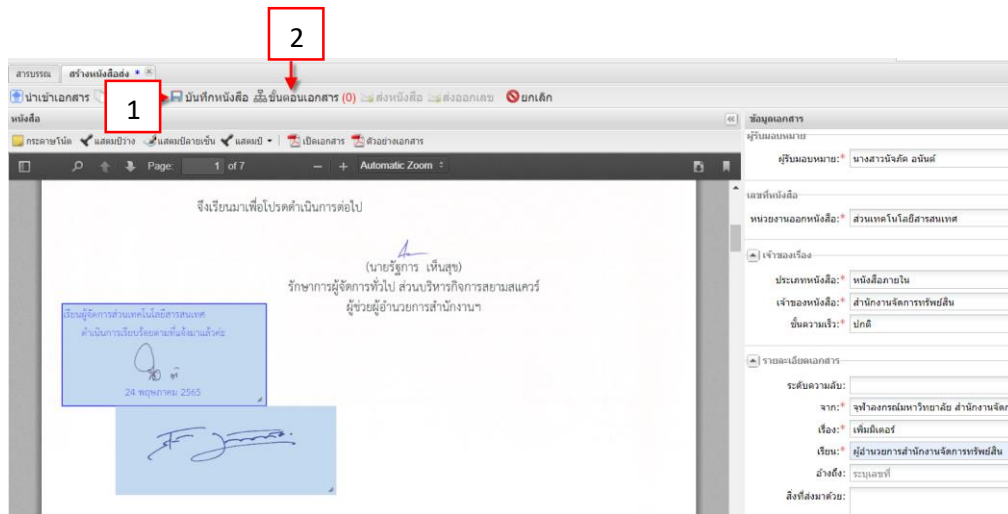 2
สารบรรณ สร้างหนังสือส่ง *
นำเข้าเอกสาร 1 บันทึกหนังสือ ขั้นตอนเอกสาร (0) ส่งหนังสือ ส่งออกเลข ยกเลิก
หนังสือ
ข้อมูลเอกสาร
กระดาษโน้ต แสตมป์ว่าง แสตมป์ลายเซ็น แสตมป์ เปิดเอกสาร ตัวอย่างเอกสาร
ผู้รับมอบหมาย
Page: 1 of 7 Automatic Zoom
ผู้รับมอบหมาย:* นางสาวนัจภัค อนันต์
เลขที่หนังสือ
จึงเรียนมาเพื่อโปรดดำเนินการต่อไป
หน่วยงานออกหนังสือ:* ส่วนเทคโนโลยีสารสนเทศ
เจ้าของเรื่อง
(นายรัฐการ เห็นสุข)
ประเภทหนังสือ:* หนังสือภายใน
รักษาการผู้จัดการทั่วไป ส่วนบริหารกิจการสยามสแควร์
เจ้าของหนังสือ:* สำนักงานจัดการทรัพย์สิน
ผู้ช่วยผู้อำนวยการสำนักงานฯ
เรียนผู้จัดการส่วนเทคโนโลยีสารสนเทศ
ชั้นความเร็ว:* ปกติ
ดำเนินการเรียบร้อยตามที่แจ้งมาแล้วค่ะ
รายละเอียดเอกสาร
ระดับความลับ:
24 พฤษภาคม 2565
จาก:* จุฬาลงกรณ์มหาวิทยาลัย สำนักงานจัดก
เรื่อง:* เพิ่มมิเตอร์
เรียน:* ผู้อำนวยการสำนักงานจัดการทรัพย์สิน
อ้างถึง: ระบุเลขที่
สิ่งที่ส่งมาด้วย: